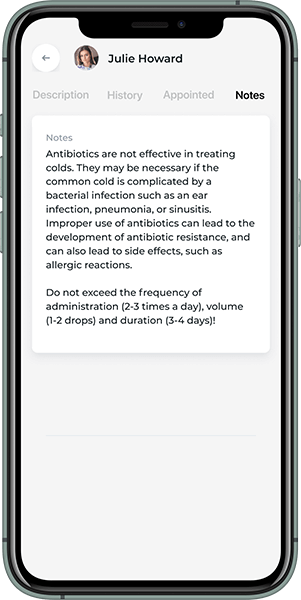 Julie Howard
Description History Appointed Notes
Notes
Antibiotics are not effective in treating
colds. They may be necessary if the
common cold is complicated by a
bacterial infection such as an ear
infection, pneumonia, or sinusitis.
Improper use of antibiotics can lead to the
development of antibiotic resistance, and
can also lead to side effects, such as
allergic reactions.
Do not exceed the frequency of
administration (2-3 times a day), volume
(1-2 drops) and duration (3-4 days)!